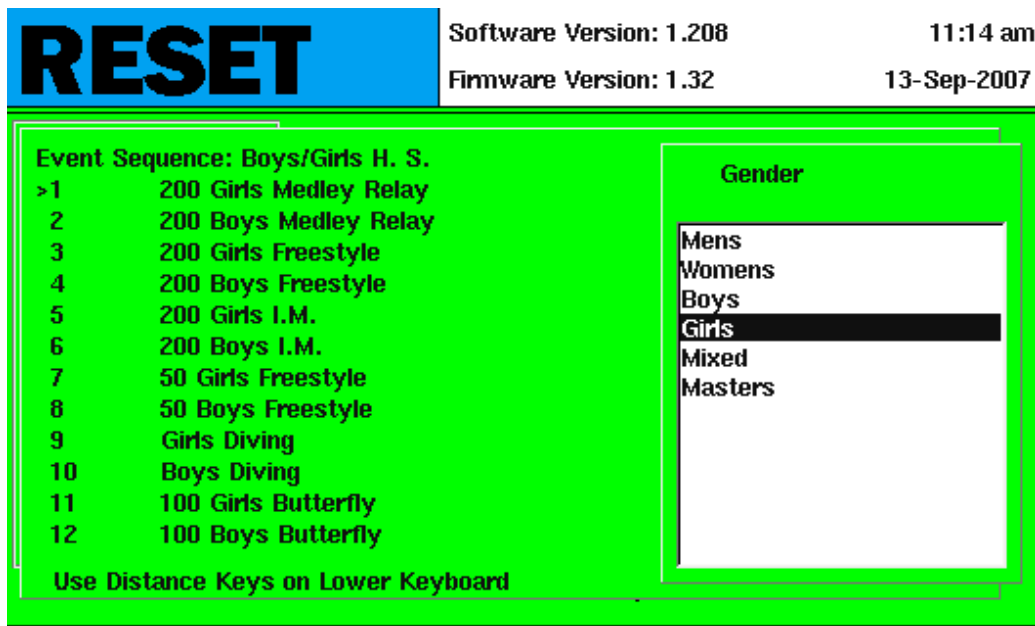 RESET
Software Version: 1.208
11:14 am
Firmware Version: 1.32
13-Sep-2007
Event Sequence: Boys/Girls H. S.
>1 200 Girls Medley Relay
2 200 Boys Medley Relay
3 200 Girls Freestyle
4 200 Boys Freestyle
5 200 Girls I.M.
6 200 Boys I.M.
7 50 Girls Freestyle
8 50 Boys Freestyle
9 Girls Diving
10 Boys Diving
11 100 Girls Butterfly
12 100 Boys Butterfly
Use Distance Keys on Lower Keyboard
Gender
Mens
Womens
Boys
Girls
Mixed
Masters